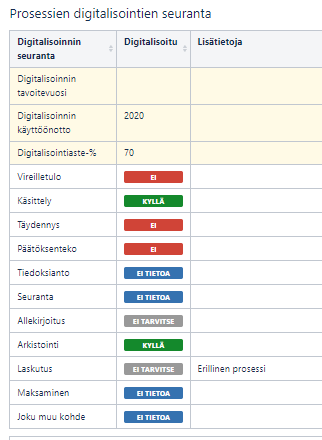 Prosessien digitalisointien seuranta
Digitalisoinnin seuranta Digitalisoitu Lisätietoja
Digitalisoinnin tavoitevuosi
Digitalisoinnin käyttöönotto 2020
Digitalisointiaste-% 70
Vireilletulo EI
Käsittely KYLLÄ
Täydennys EI
Päätöksenteko EI
Tiedoksianto EI TIETOA
Seuranta EI TIETOA
Allekirjoitus EI TARVITSE
Arkistointi KYLLÄ
Laskutus EI TARVITSE Erillinen prosessi
Maksaminen EI TIETOA
Joku muu kohde EI TIETOA